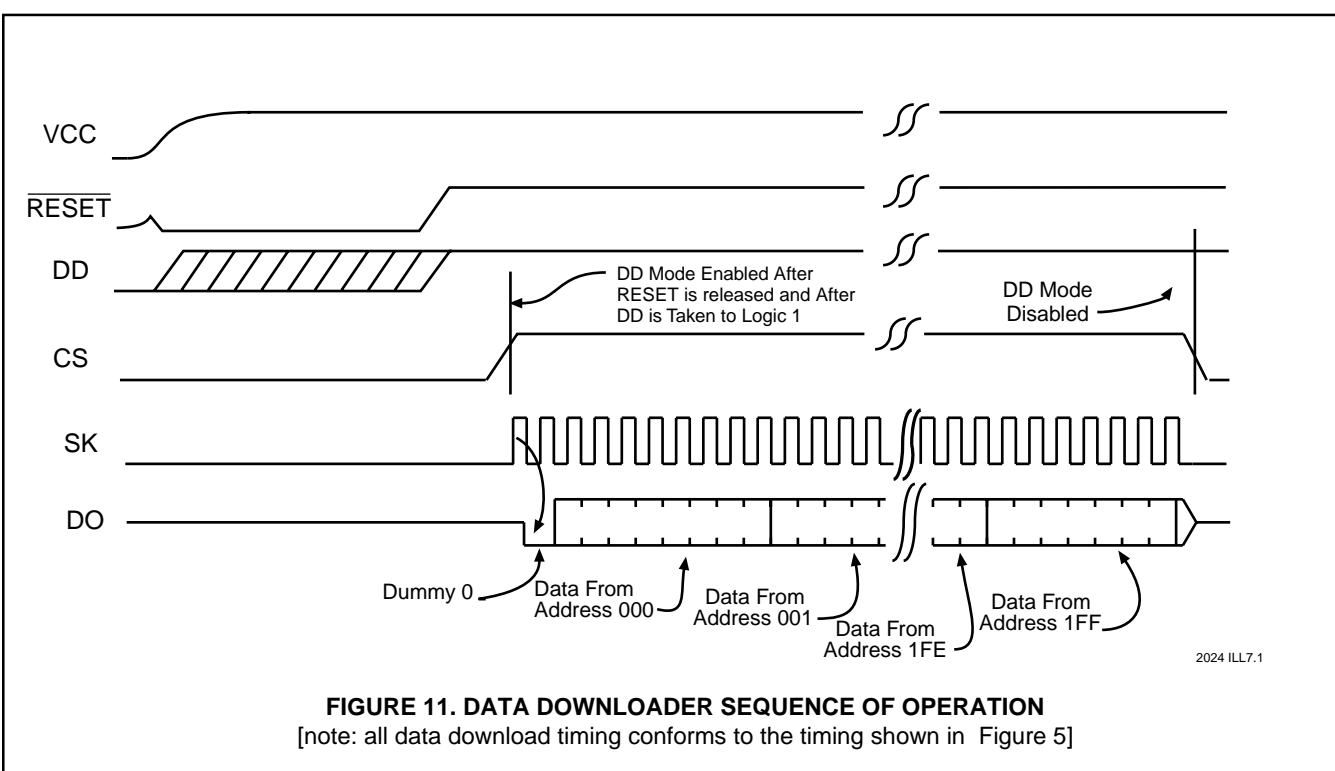 VCC
RESET
DD
DD Mode Enabled After
RESET is released and After
DD is Taken to Logic 1
DD Mode
Disabled
CS
SK
DO
Dummy 0
Data From
Address 000
Data From
Address 001
Data From
Address 1FE
Data From
Address 1FF
2024 ILL7.1
FIGURE 11. DATA DOWNLOADER SEQUENCE OF OPERATION
[note: all data download timing conforms to the timing shown in Figure 5]